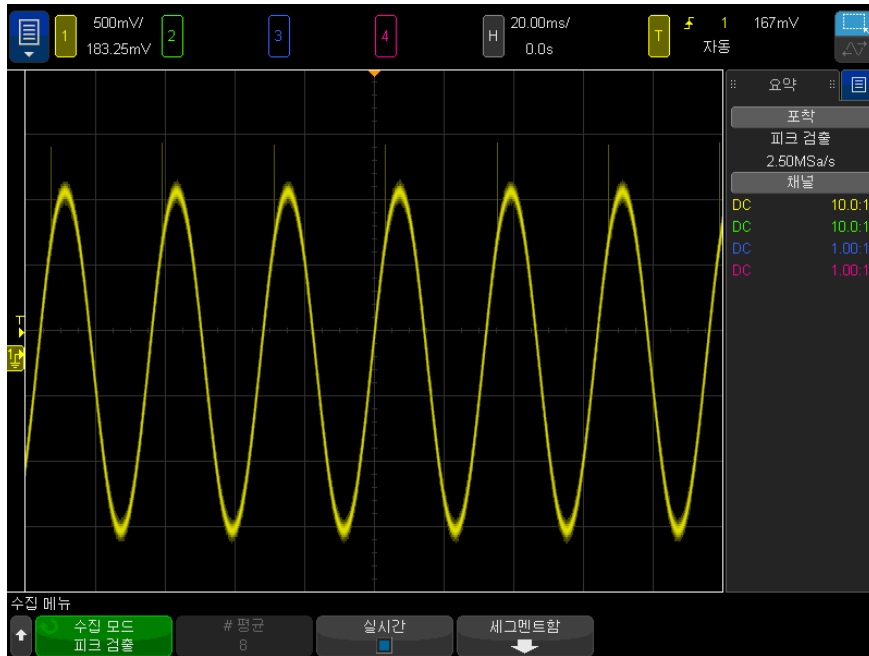 1
500mV/
183.25mV
2
3
4
H
20.00ms/
0.0s
T
1
167mV
자동
요약
포착
피크 검출
2.50MSa/s
채널
DC 10.0:1
DC 10.0:1
DC 1.00:1
DC 1.00:1
T
1
수집 메뉴
수집 모드
피크 검출
# 평균
8
실시간
세그멘트함